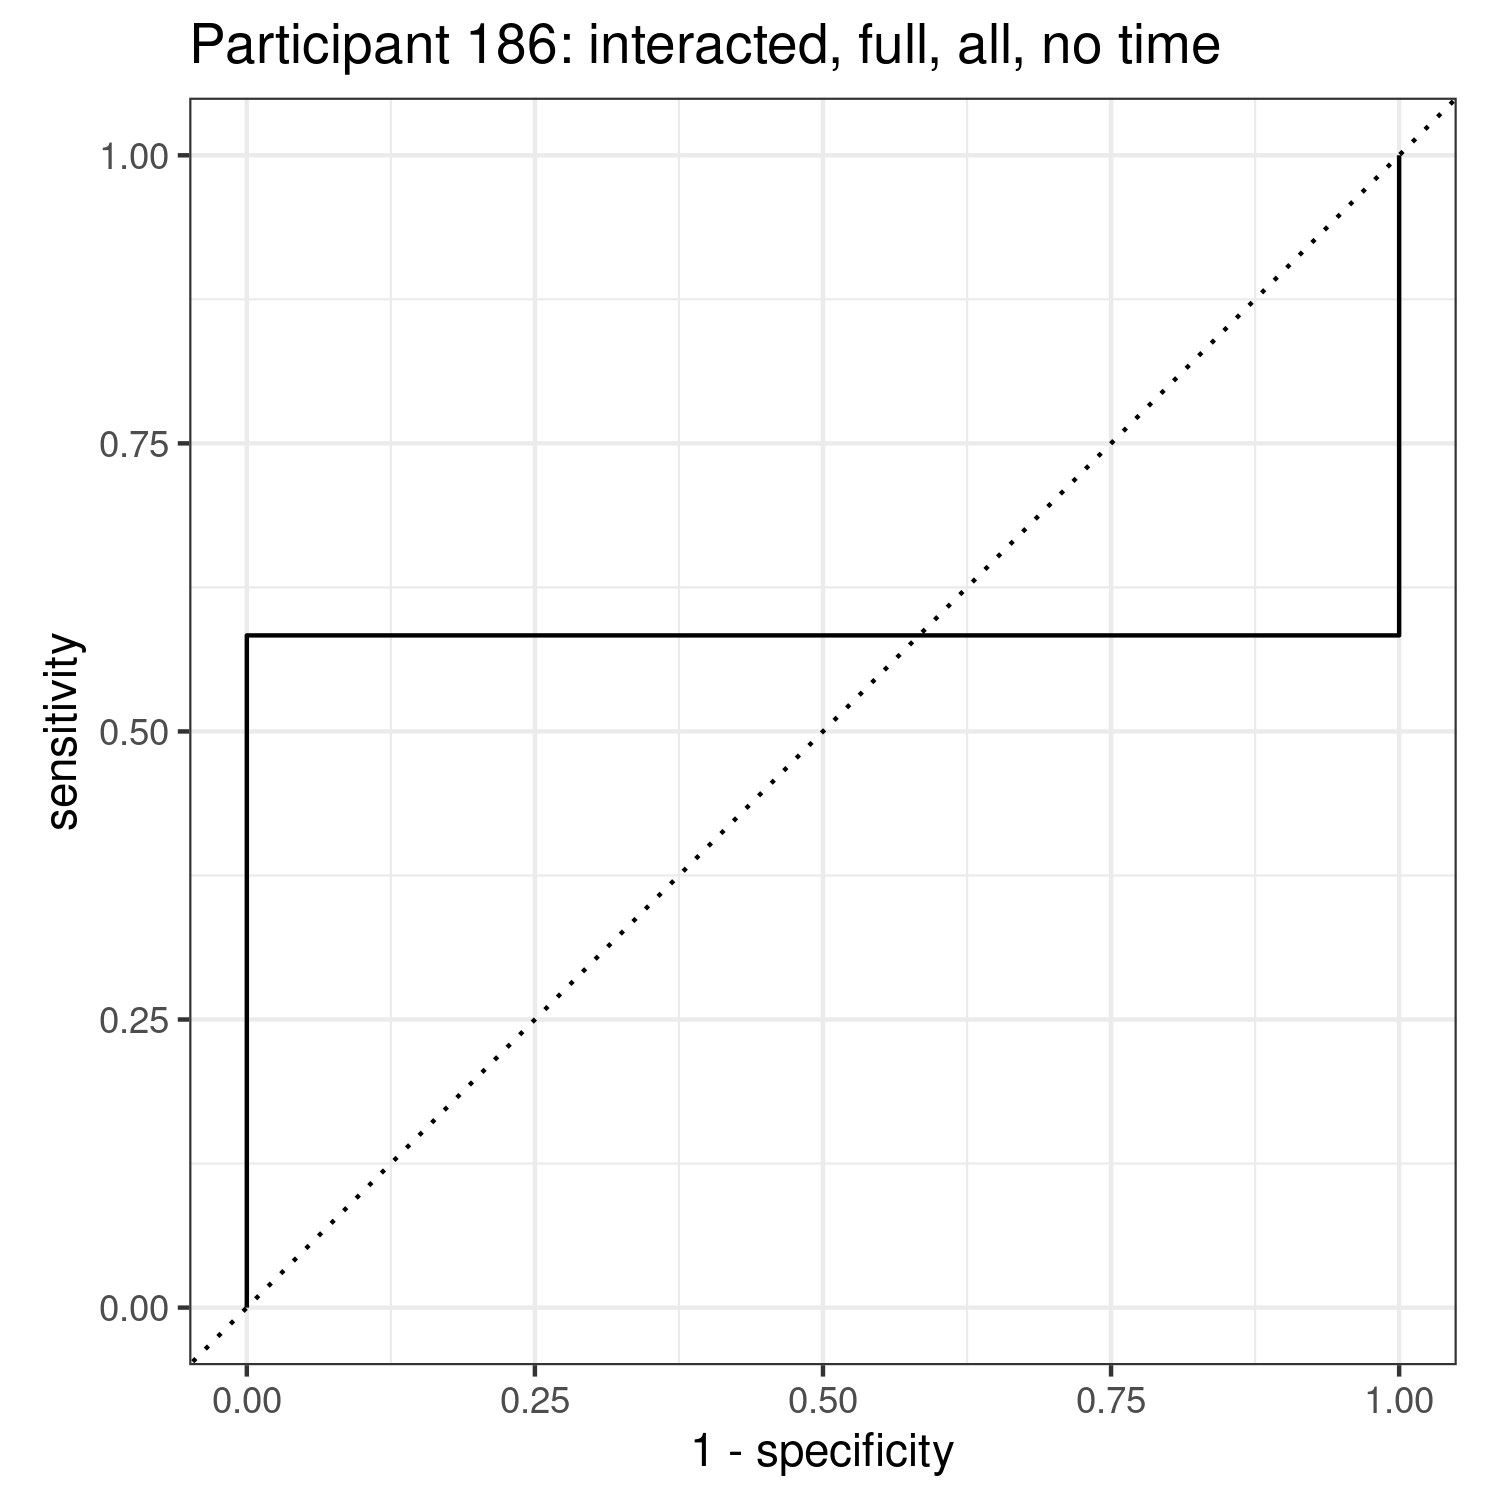 Participant 186: interacted, full, all, no time
1.00
0.75
0.50
0.25
0.00
sensitivity
0.00 0.25 0.50 0.75 1.00
1 - specificity